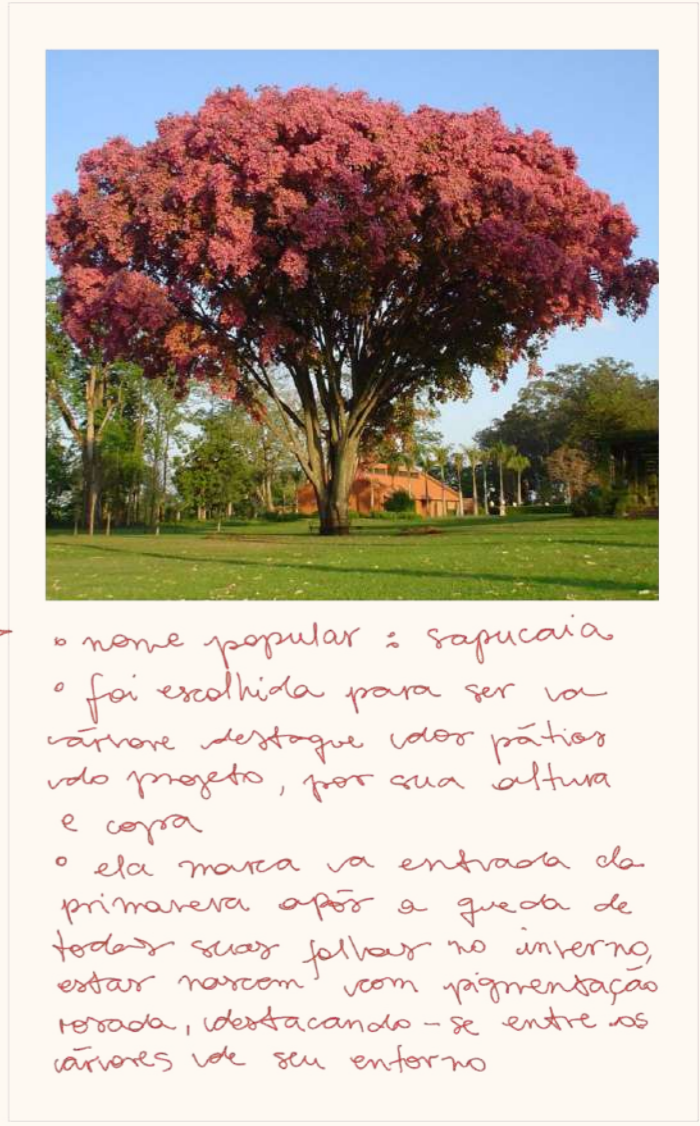 • nome popular : sapucaia
• foi escolhida para ser a
árvore destaque dos pátios
do projeto, por sua altura
e copa
• ela marca a entrada da
primavera após a queda de
todas suas folhas no inverno,
estas nascem com pigmentação
rosada, destacando-se entre as
árvores de seu entorno